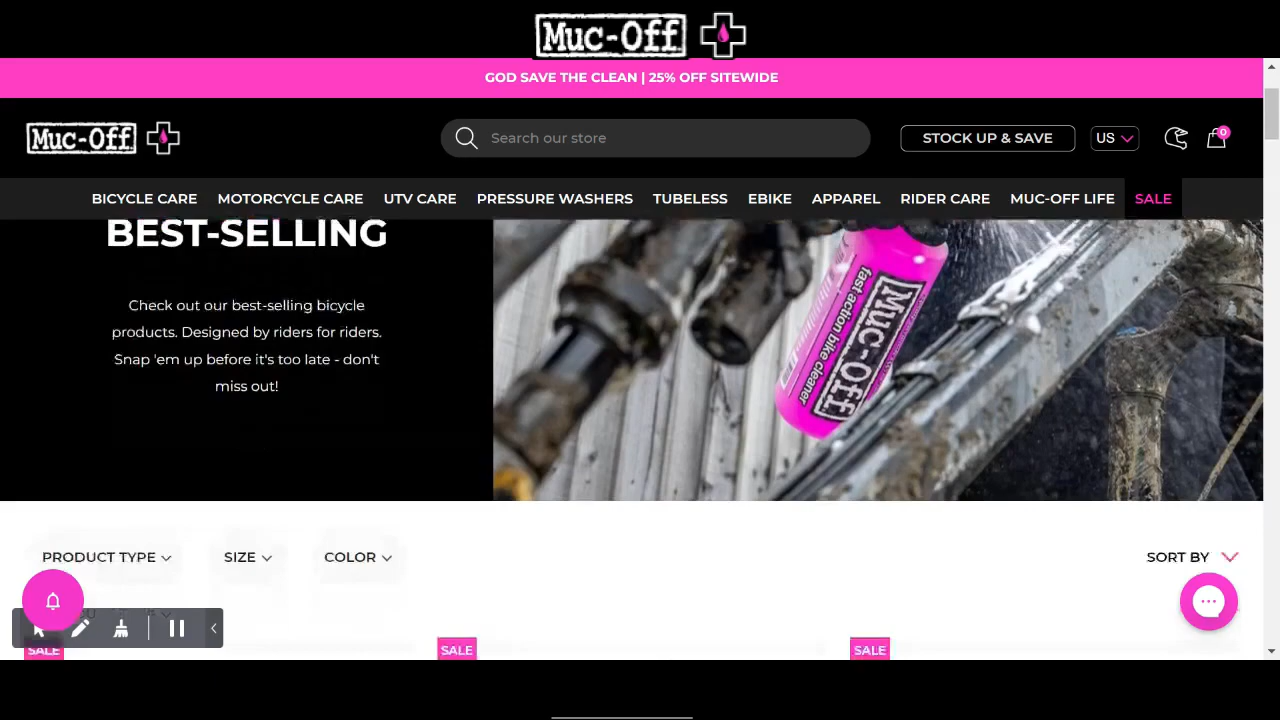 Muc-Off
GOD SAVE THE CLEAN | 25% OFF SITEWIDE
Muc-Off
Search our store
STOCK UP & SAVE
US
0
BICYCLE CARE
MOTORCYCLE CARE
UTV CARE
PRESSURE WASHERS
TUBELESS
EBIKE
APPAREL
RIDER CARE
MUC-OFF LIFE
SALE
BEST-SELLING
Check out our best-selling bicycle
products. Designed by riders for riders.
Snap 'em up before it's too late - don't
miss out!
Muc-Off
fast action bike cleaner
PRODUCT TYPE
SIZE
COLOR
SORT BY
SALE
SALE
SALE